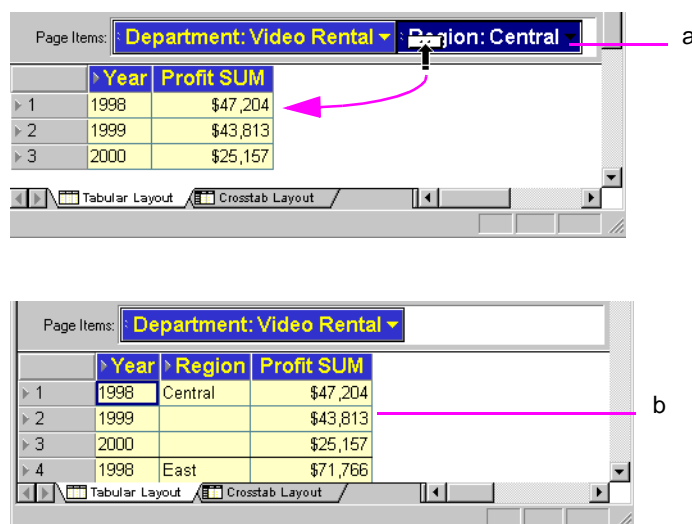 Page Items: Department: Video Rental Region: Central
a
Year Profit SUM
1 1998 $47,204
2 1999 $43,813
3 2000 $25,157
Tabular Layout Crosstab Layout
Page Items: Department: Video Rental
Year Region Profit SUM
1 1998 Central $47,204
2 1999 $43,813
b
3 2000 $25,157
4 1998 East $71,766
Tabular Layout Crosstab Layout